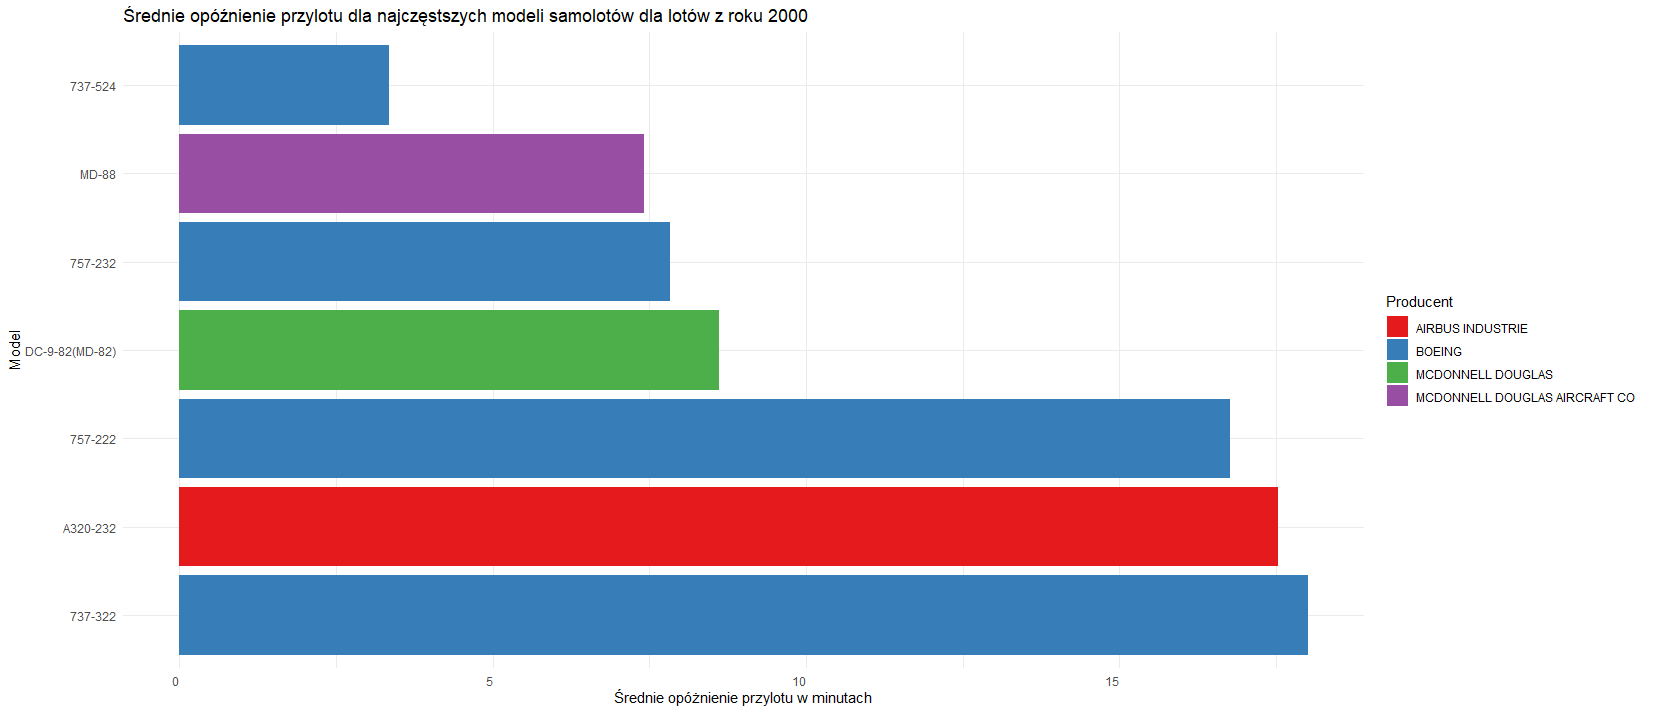 Średnie opóźnienie przylotu dla najczęstszych modeli samolotów dla lotów z roku 2000
Model
737-524
MD-88
757-232
DC-9-82(MD-82)
757-222
A320-232
737-322
0 5 10 15
Średnie opóżnienie przylotu w minutach
Producent
AIRBUS INDUSTRIE
BOEING
MCDONNELL DOUGLAS
MCDONNELL DOUGLAS AIRCRAFT CO